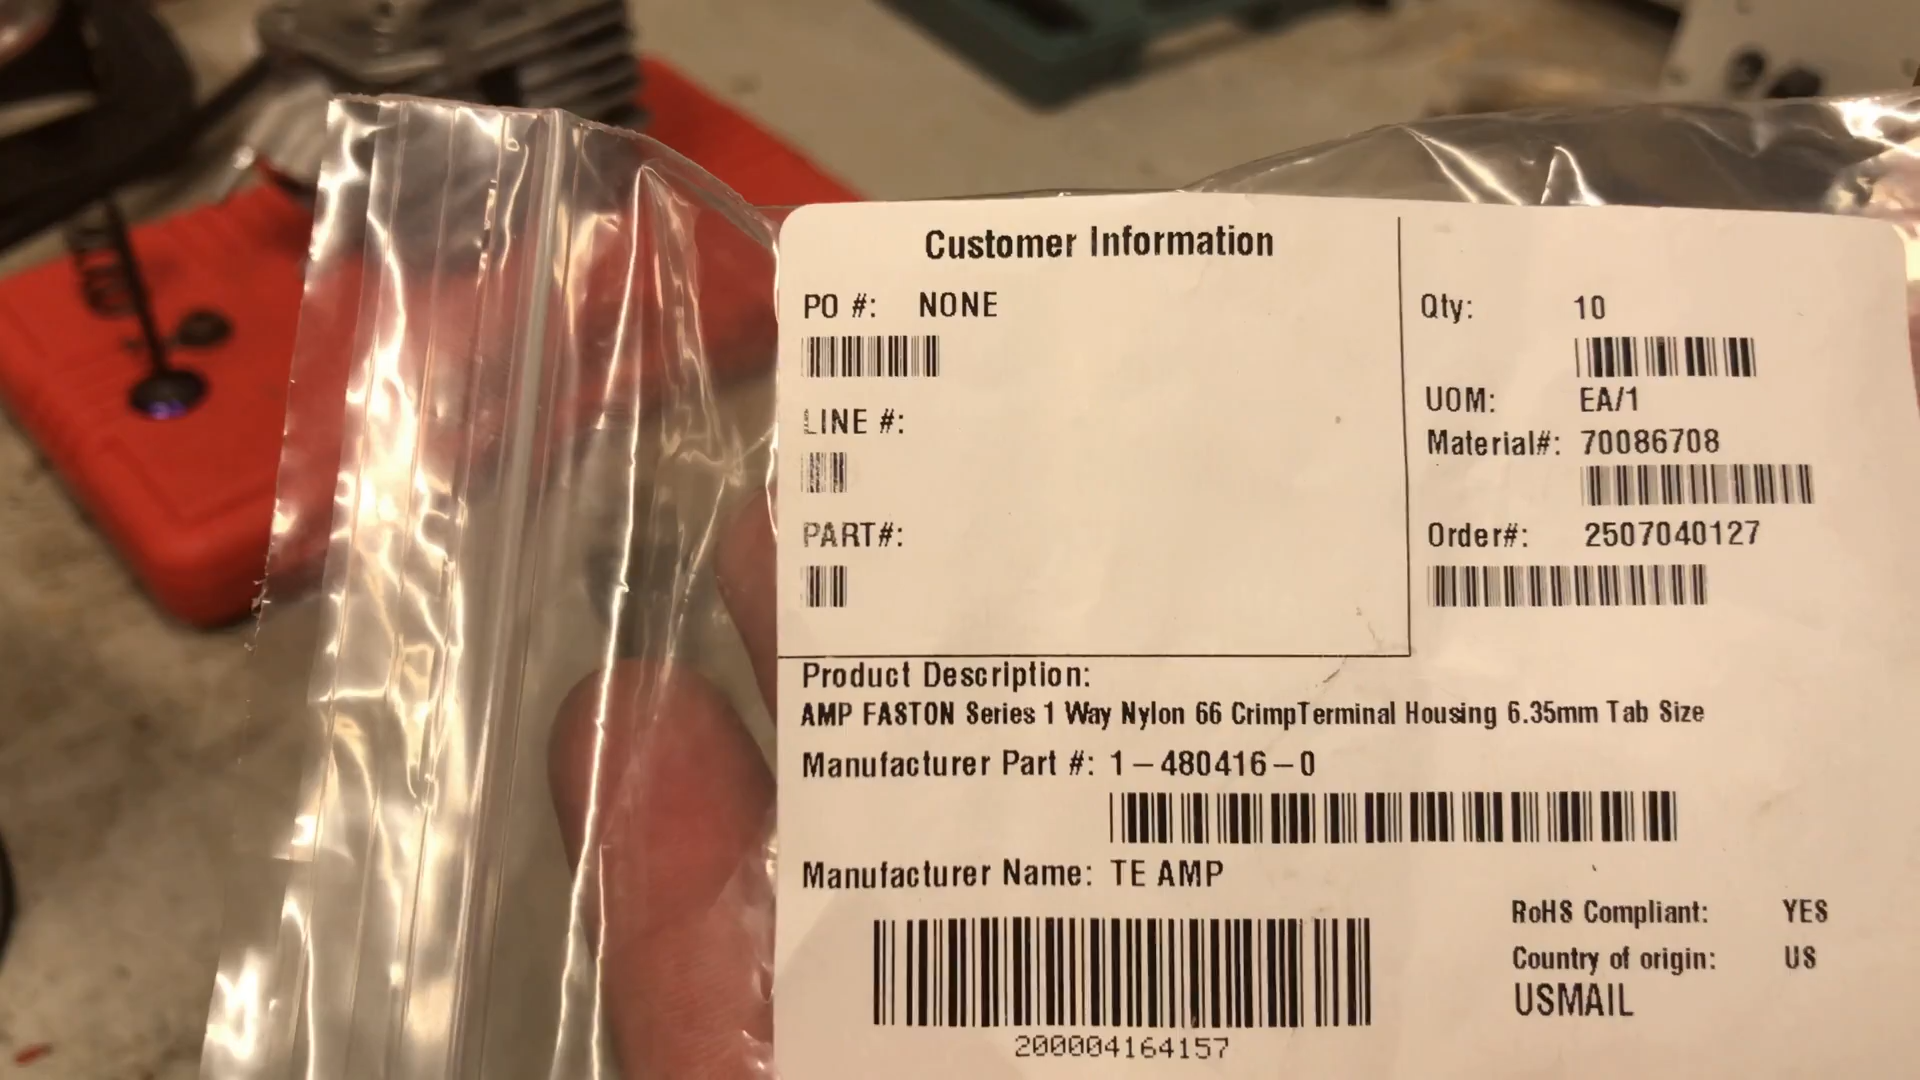 Customer Information
PO #: NONE
LINE #:
PART#:
Qty: 10
UOM: EA/1
Material#: 70086708
Order#: 2507040127
Product Description:
AMP FASTON Series 1 Way Nylon 66 CrimpTerminal Housing 6.35mm Tab Size
Manufacturer Part #: 1-480416-0
Manufacturer Name: TE AMP
200004164157
RoHS Compliant: YES
Country of origin: US
USMAIL